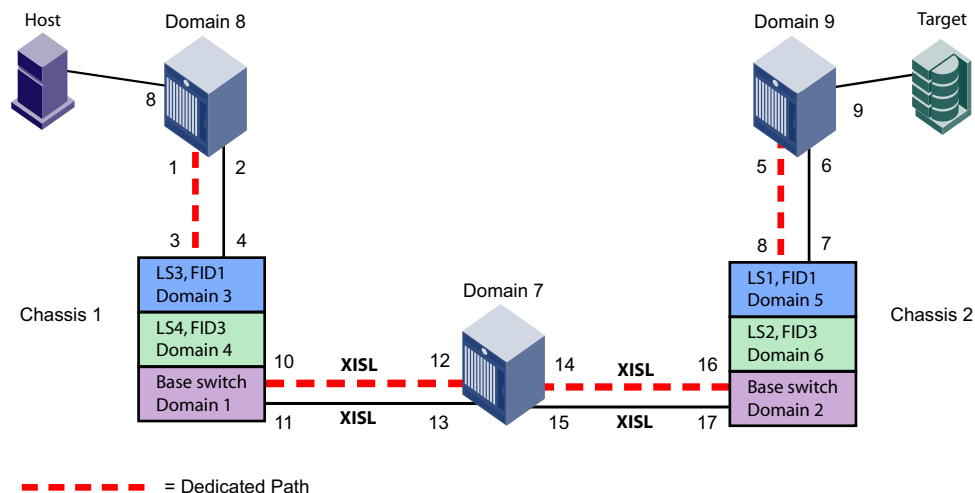 Host
Domain 8
Domain 9
Target
8
9
1
2
5
6
3
4
8
7
Chassis 1
LS3, FID1
Domain 3
LS4, FID3
Domain 4
Base switch
Domain 1
Domain 7
LS1, FID1
Domain 5
LS2, FID3
Domain 6
Base switch
Domain 2
Chassis 2
10
XISL
12
14
XISL
16
11
XISL
13
15
XISL
17
= Dedicated Path